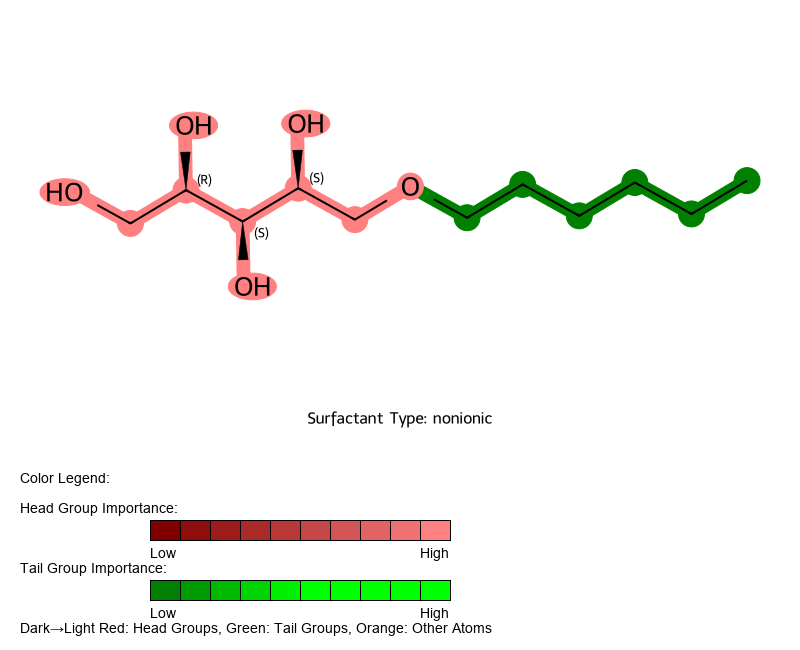 OH
OH
(R)
(S)
HO
O
(S)
OH
Surfactant Type: nonionic
Color Legend:
Head Group Importance:
Low High
Tail Group Importance:
Low High
Dark→Light Red: Head Groups, Green: Tail Groups, Orange: Other Atoms